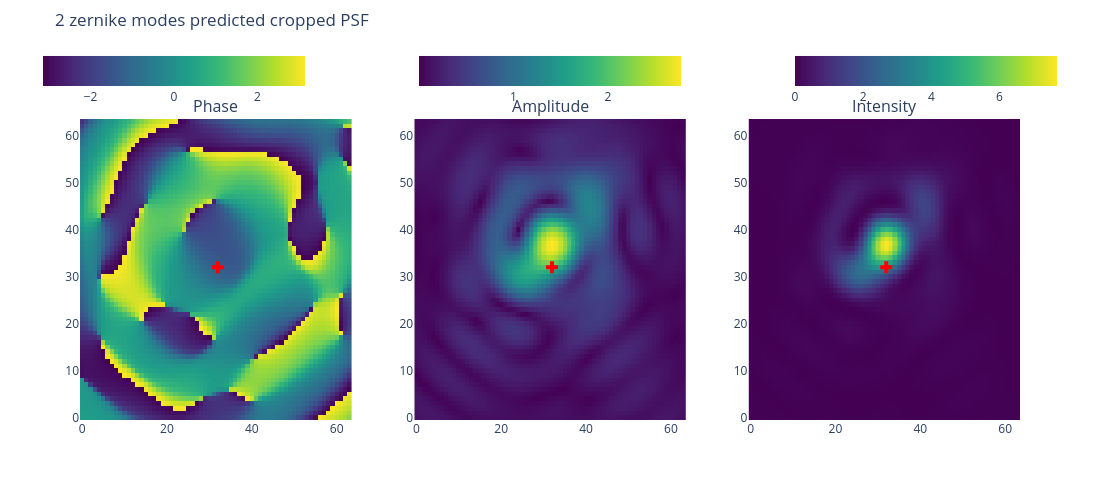 2 zernike modes predicted cropped PSF
−2 0 2 1 2 0 2 4 6
Phase Amplitude Intensity
60 60 60
50 50 50
40 40 40
30 30 30
20 20 20
10 10 10
0 0 0
0 20 40 60 0 20 40 60 0 20 40 60